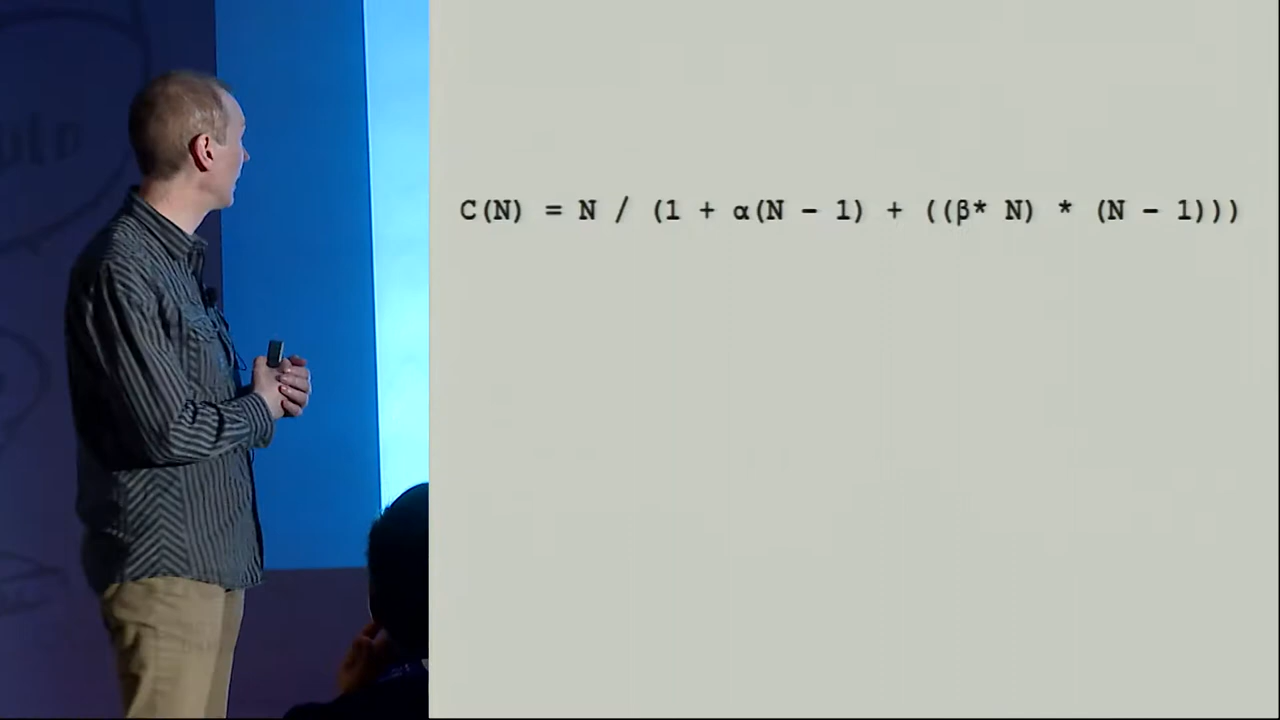 C(N) = N / (1 + α(N - 1) + ((β* N) * (N - 1)))